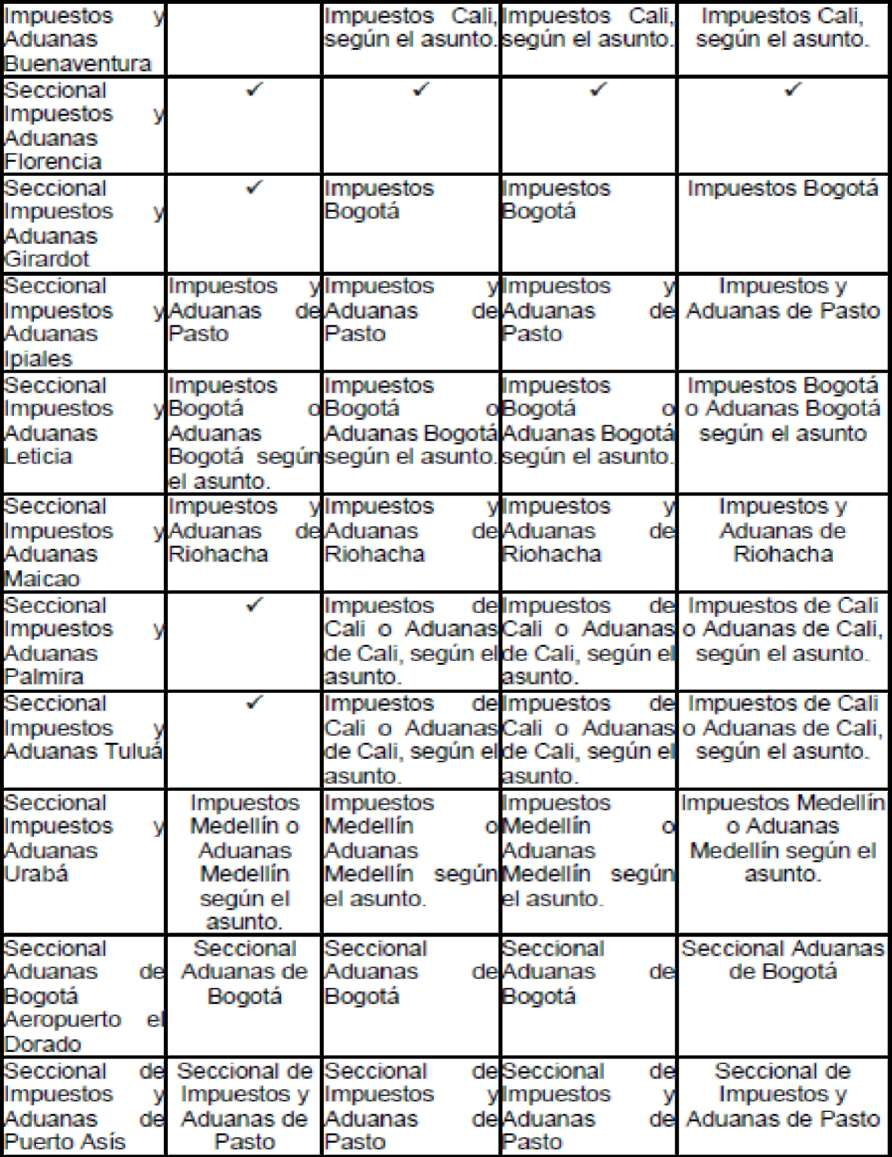 Impuestos y
Aduanas
Buenaventura
Impuestos Cali,
según el asunto.
Impuestos Cali,
según el asunto.
Impuestos Cali,
según el asunto.
Seccional
Impuestos y
Aduanas
Florencia
✓
✓
✓
✓
Seccional
Impuestos y
Aduanas
Girardot
✓
Impuestos
Bogotá
Impuestos
Bogotá
Impuestos Bogotá
Seccional
Impuestos y
Aduanas
Ipiales
Impuestos y
Aduanas de
Pasto
Impuestos y
Aduanas de
Pasto
Impuestos y
Aduanas de
Pasto
Impuestos y
Aduanas de Pasto
Seccional
Impuestos y
Aduanas
Leticia
Impuestos
Bogotá o
Aduanas
Bogotá según
el asunto.
Impuestos
Bogotá o
Aduanas Bogotá
según el asunto.
Impuestos
Bogotá o
Aduanas Bogotá
según el asunto.
Impuestos Bogotá
o Aduanas Bogotá
según el asunto
Seccional
Impuestos y
Aduanas
Maicao
Impuestos y
Aduanas de
Riohacha
Impuestos y
Aduanas de
Riohacha
Impuestos y
Aduanas de
Riohacha
Impuestos y
Aduanas de
Riohacha
Seccional
Impuestos y
Aduanas
Palmira
✓
Impuestos de
Cali o Aduanas
de Cali, según el
asunto.
Impuestos de
Cali o Aduanas
de Cali, según el
asunto.
Impuestos de Cali
o Aduanas de Cali,
según el asunto.
Seccional
Impuestos y
Aduanas Tuluá
✓
Impuestos de
Cali o Aduanas
de Cali, según el
asunto.
Impuestos de
Cali o Aduanas
de Cali, según el
asunto.
Impuestos de Cali
o Aduanas de Cali,
según el asunto.
Seccional
Impuestos y
Aduanas
Urabá
Impuestos
Medellín o
Aduanas
Medellín
según el
asunto.
Impuestos
Medellín o
Aduanas
Medellín según
el asunto.
Impuestos
Medellín o
Aduanas
Medellín según
el asunto.
Impuestos Medellín
o Aduanas
Medellín según el
asunto.
Seccional
Aduanas de
Bogotá
Aeropuerto el
Dorado
Seccional
Aduanas de
Bogotá
Seccional
Aduanas de
Bogotá
Seccional
Aduanas de
Bogotá
Seccional Aduanas
de Bogotá
Seccional de
Impuestos y
Aduanas de
Puerto Asís
Seccional de
Impuestos y
Aduanas de
Pasto
Seccional de
Impuestos y
Aduanas de
Pasto
Seccional de
Impuestos y
Aduanas de
Pasto
Seccional de
Impuestos y
Aduanas de Pasto